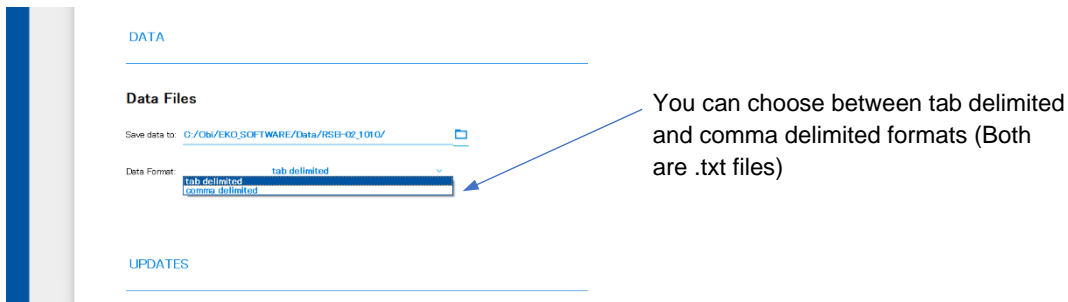 DATA
Data Files
Save data to: C:/Obi/EKO_SOFTWARE/Data/RSB-02_1010/
Data Format: tab delimited
tab delimited
comma delimited
UPDATES
You can choose between tab delimited
and comma delimited formats (Both
are .txt files)